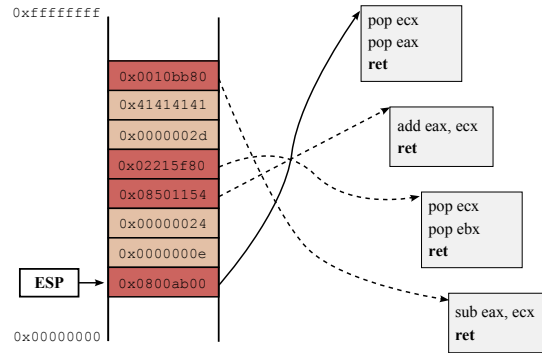 0xffffffff
0x0010bb80
0x41414141
0x0000002d
0x02215f80
0x08501154
0x00000024
0x0000000e
0x0800ab00
ESP
0x00000000
pop ecx
pop eax
ret
add eax, ecx
ret
pop ecx
pop ebx
ret
sub eax, ecx
ret